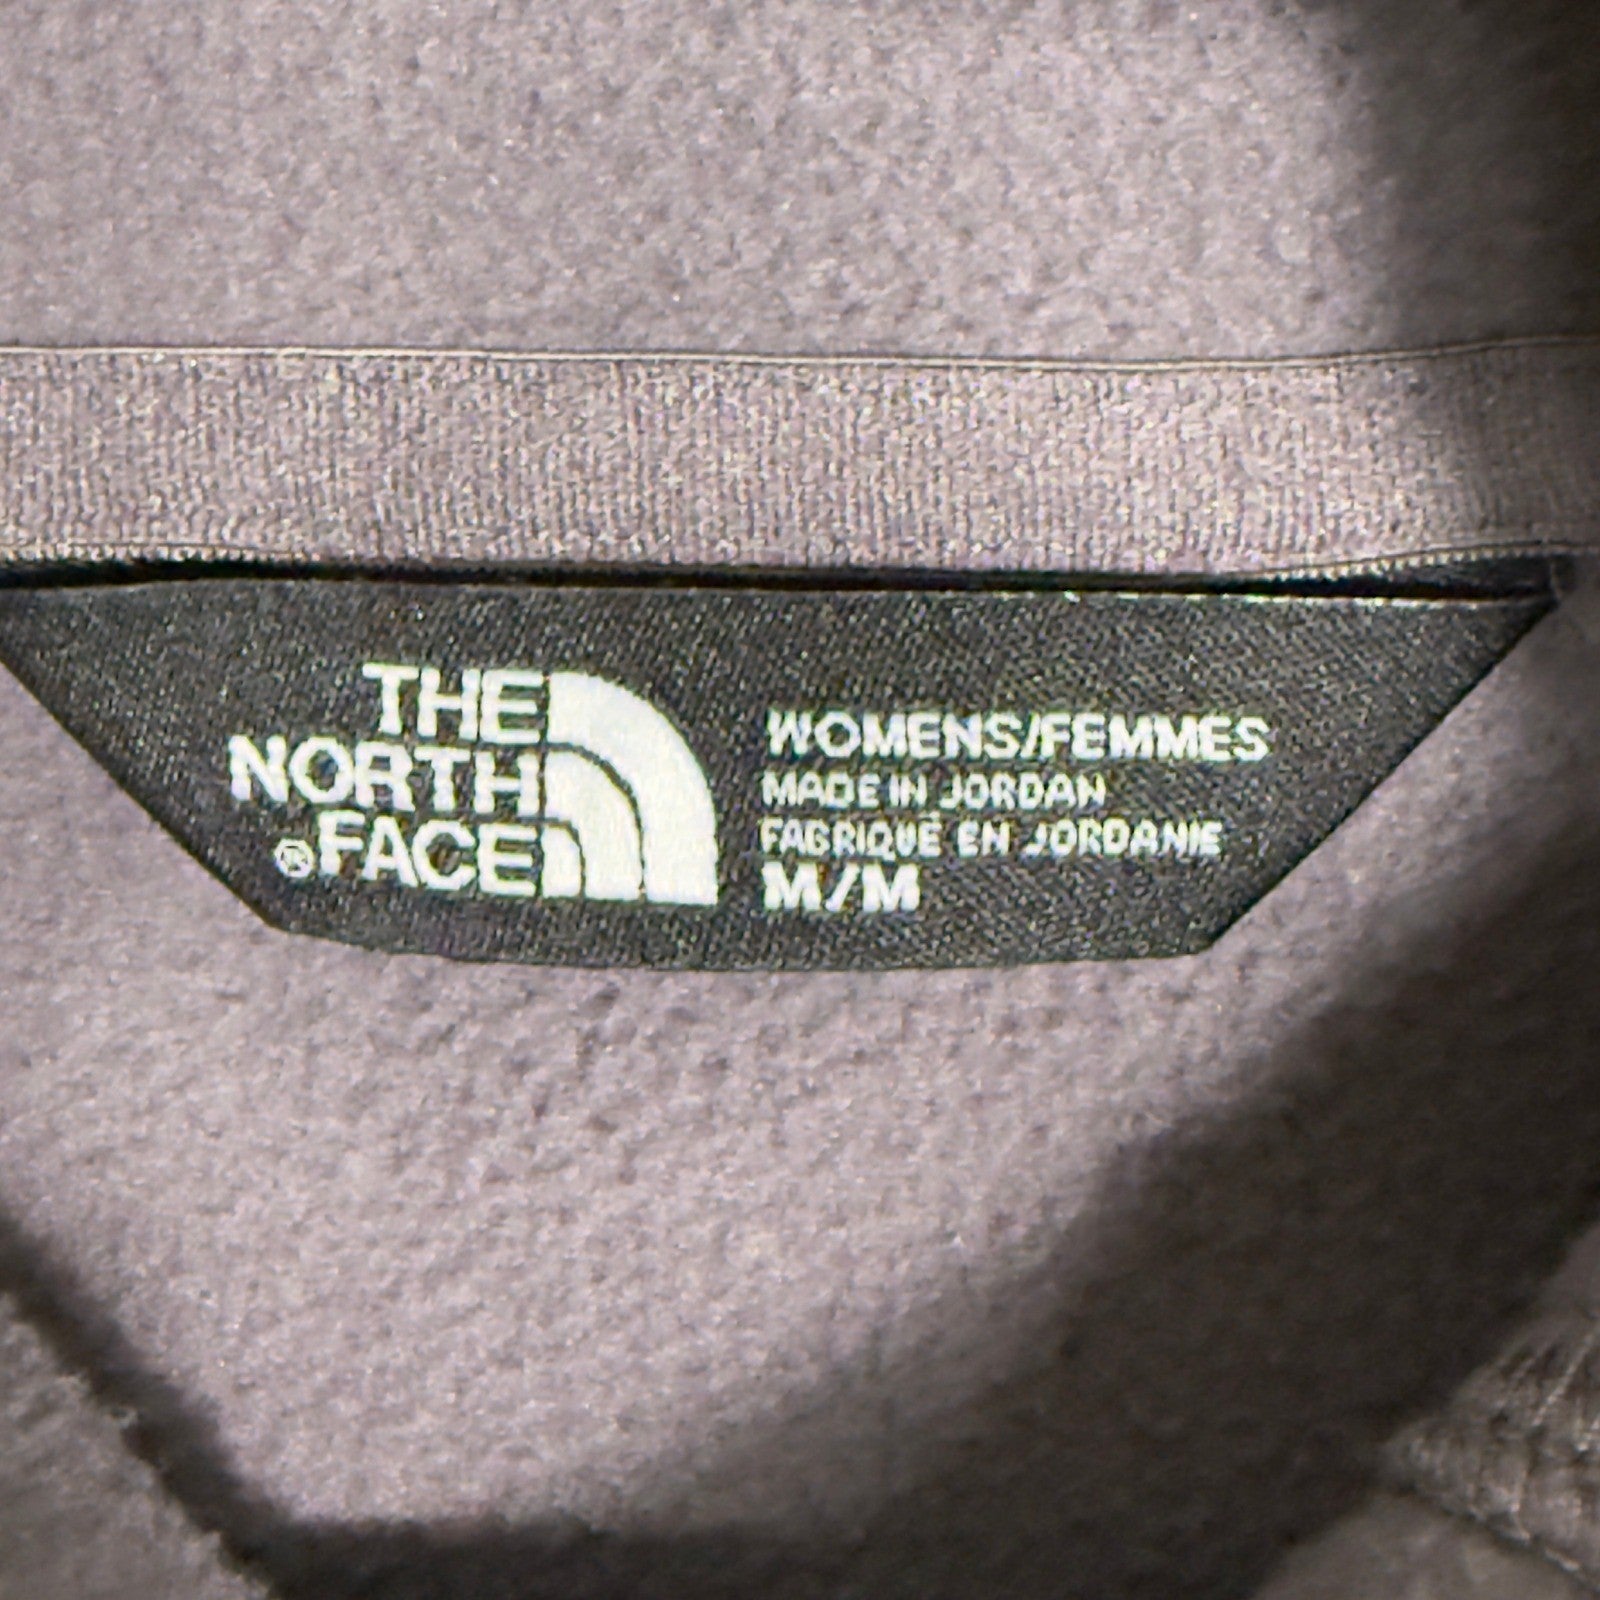 THE
NORTH
®FACE
WOMENS/FEMMES
MADE IN JORDAN
FABRIQUÉ EN JORDANIE
M/M